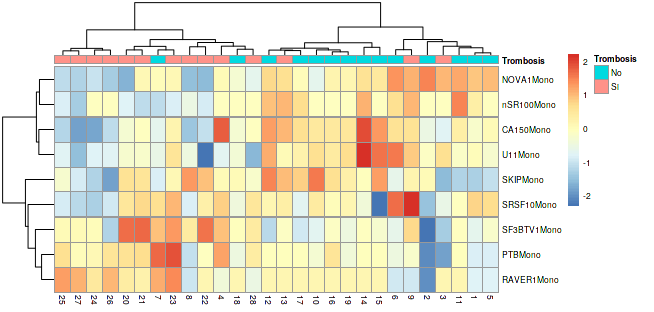 Trombosis
NOVA1Mono
nSR100Mono
CA150Mono
U11Mono
SKIPMono
SRSF10Mono
SF3BTV1Mono
PTBMono
RAVER1Mono
25 27 24 26 20 21 7 23 8 22 4 18 28 12 13 17 10 16 19 14 15 6 9 2 3 11 1 5
2
1
0
-1
-2
Trombosis
No
SI